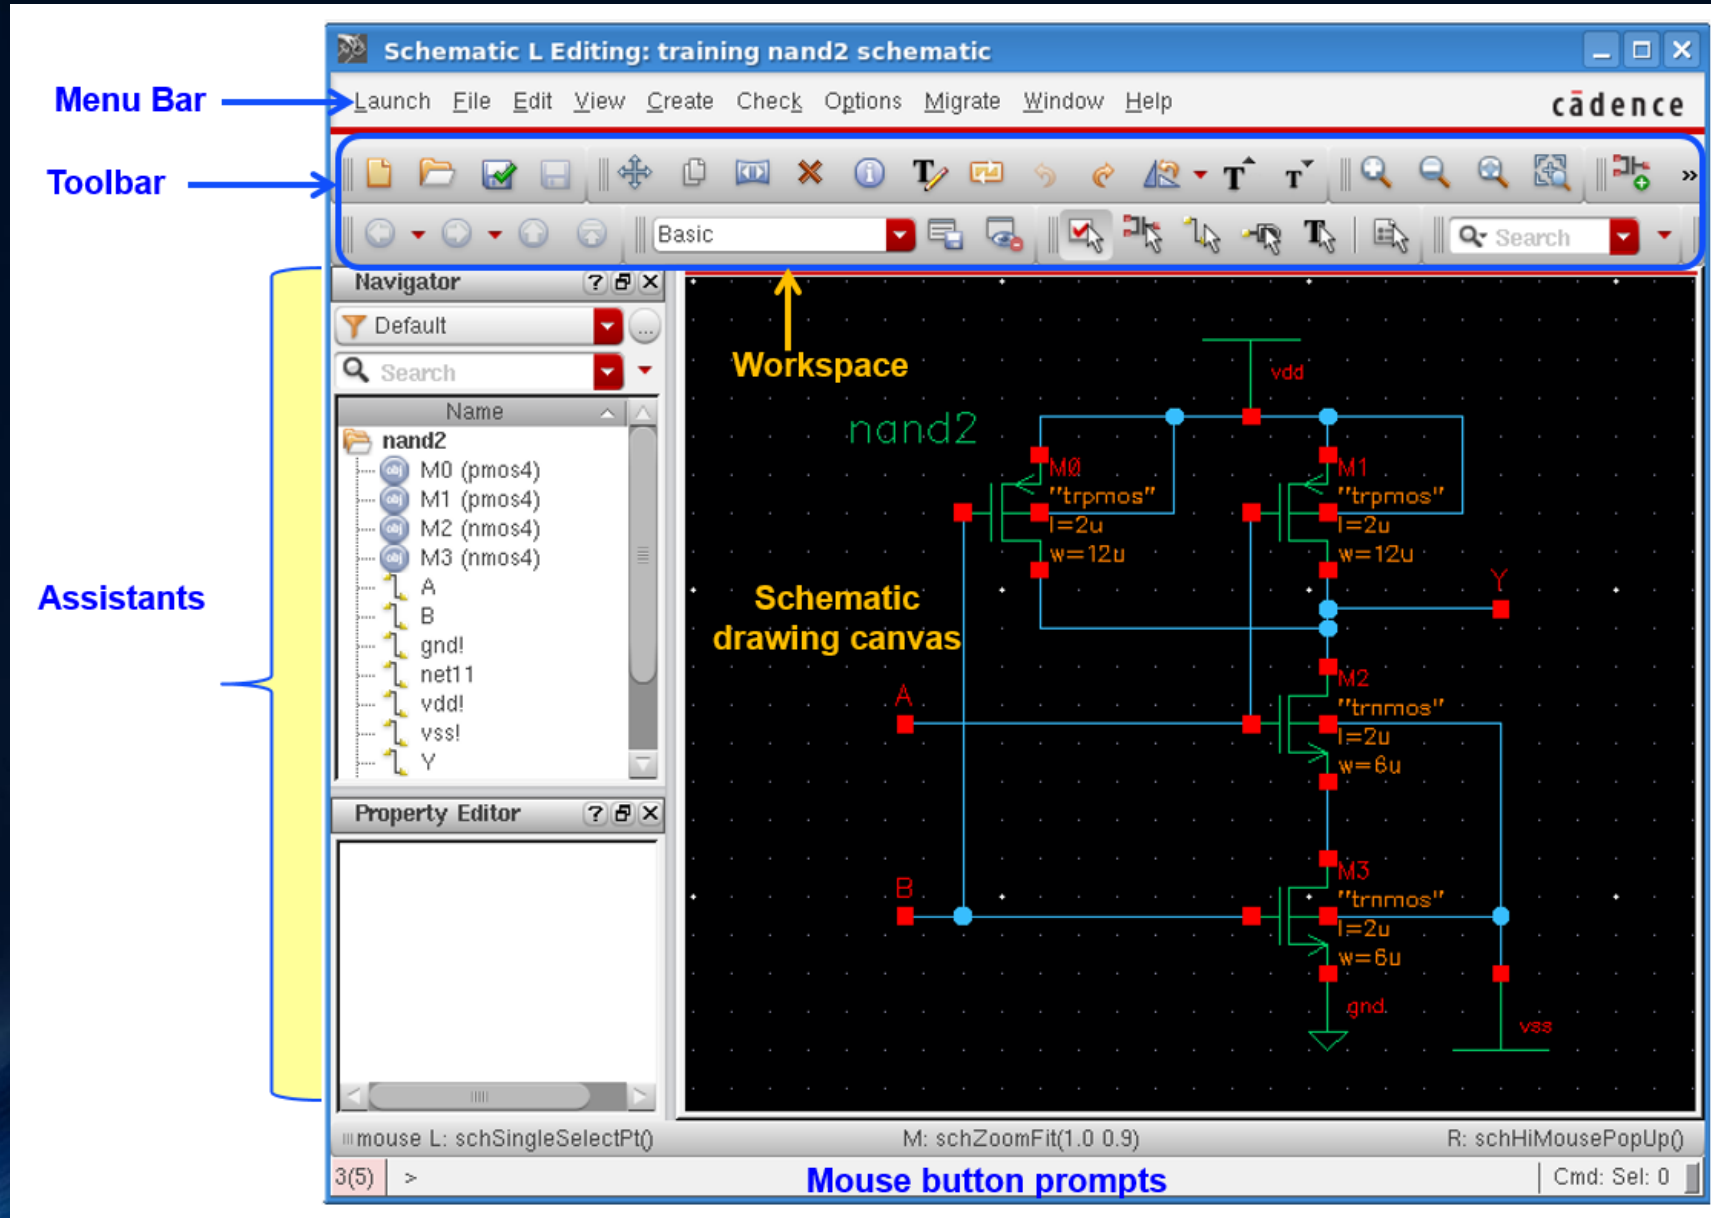 Schematic L Editing: training nand2 schematic
Menu Bar
Launch File Edit View Create Check Options Migrate Window Help
cādence
Toolbar
»
Basic
Search
Navigator
Default
...
Search
Name
nand2
M0 (pmos4)
M1 (pmos4)
M2 (nmos4)
M3 (nmos4)
A
B
gnd!
net11
vdd!
vss!
Y
Assistants
Property Editor
Workspace
Schematic
drawing canvas
nand2
vdd
M0
"trpmos"
l=2u
w=12u
M1
"trpmos"
l=2u
w=12u
Y
A
M2
"trnmos"
l=2u
w=6u
B
M3
"trnmos"
l=2u
w=6u
gnd
vss
mouse L: schSingleSelectPt() M: schZoomFit(1.0 0.9) R: schHiMousePopUp()
3(5) > Mouse button prompts Cmd: Sel: 0